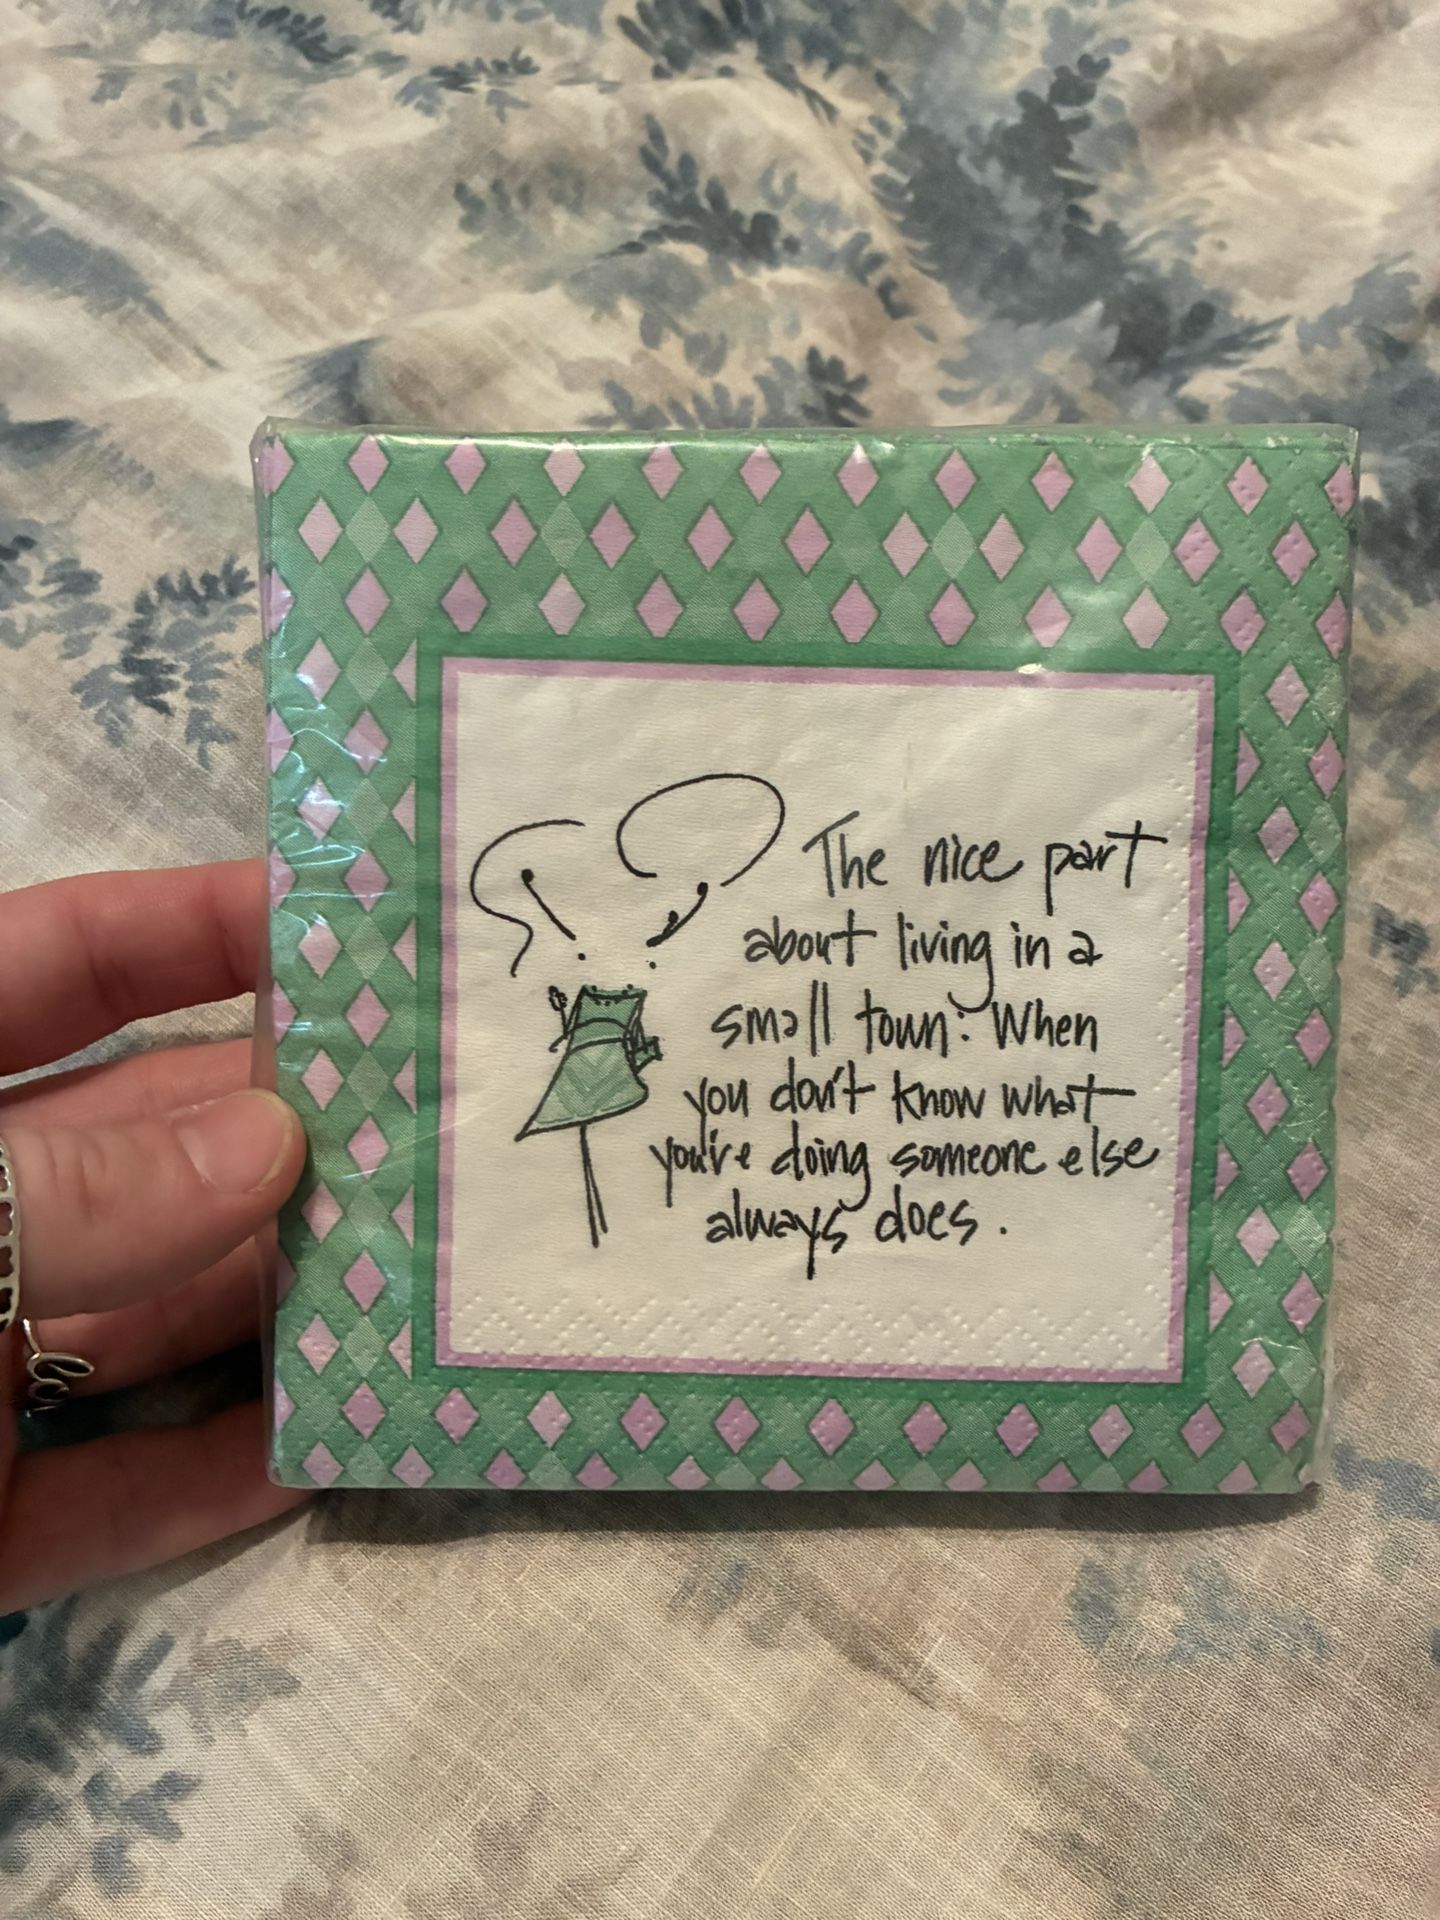 The nice part
about living in a
small town: When
you don't know what
you're doing someone else
always does.